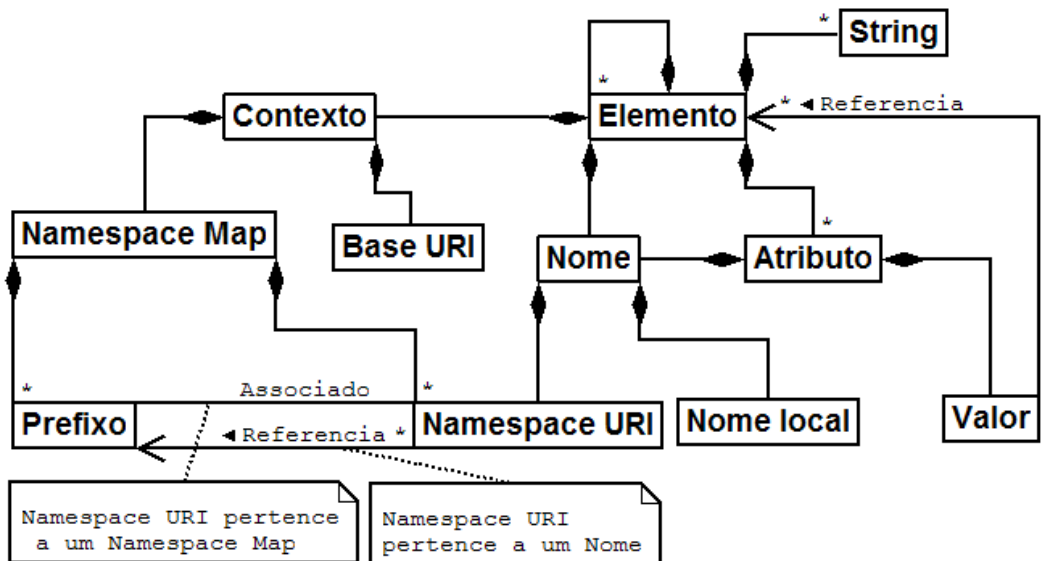 * String
*
Contexto
Elemento
* ◄ Referencia
Namespace Map
Base URI
*
Nome
Atributo
* Associado *
Prefixo
◄ Referencia *
Namespace URI
Nome local
Valor
Namespace URI pertence
a um Namespace Map
Namespace URI
pertence a um Nome